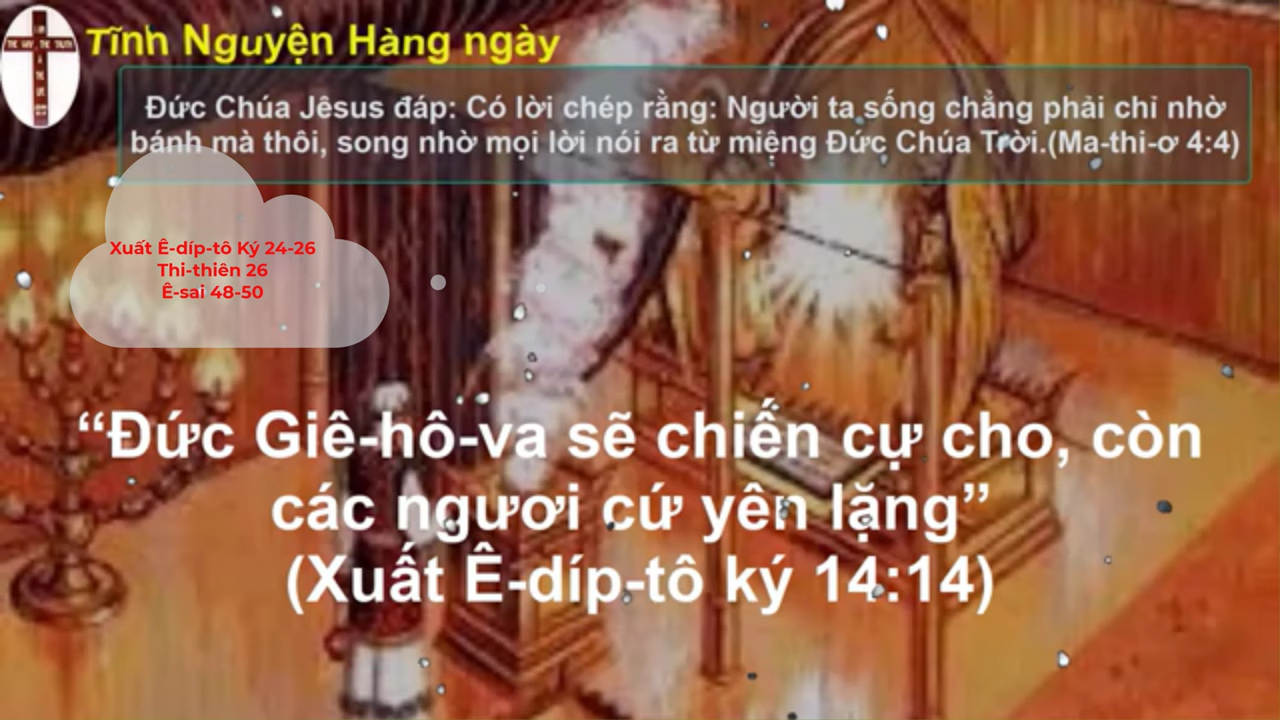 Tĩnh Nguyện Hàng ngày
Đức Chúa Jêsus đáp: Có lời chép rằng: Người ta sống chẳng phải chỉ nhờ
bánh mà thôi, song nhờ mọi lời nói ra từ miệng Đức Chúa Trời.(Ma-thi-ơ 4:4)
Xuất Ê-díp-tô Ký 24-26
Thi-thiên 26
Ê-sai 48-50
“Đức Giê-hô-va sẽ chiến cự cho, còn
các ngươi cứ yên lặng”
(Xuất Ê-díp-tô ký 14:14)